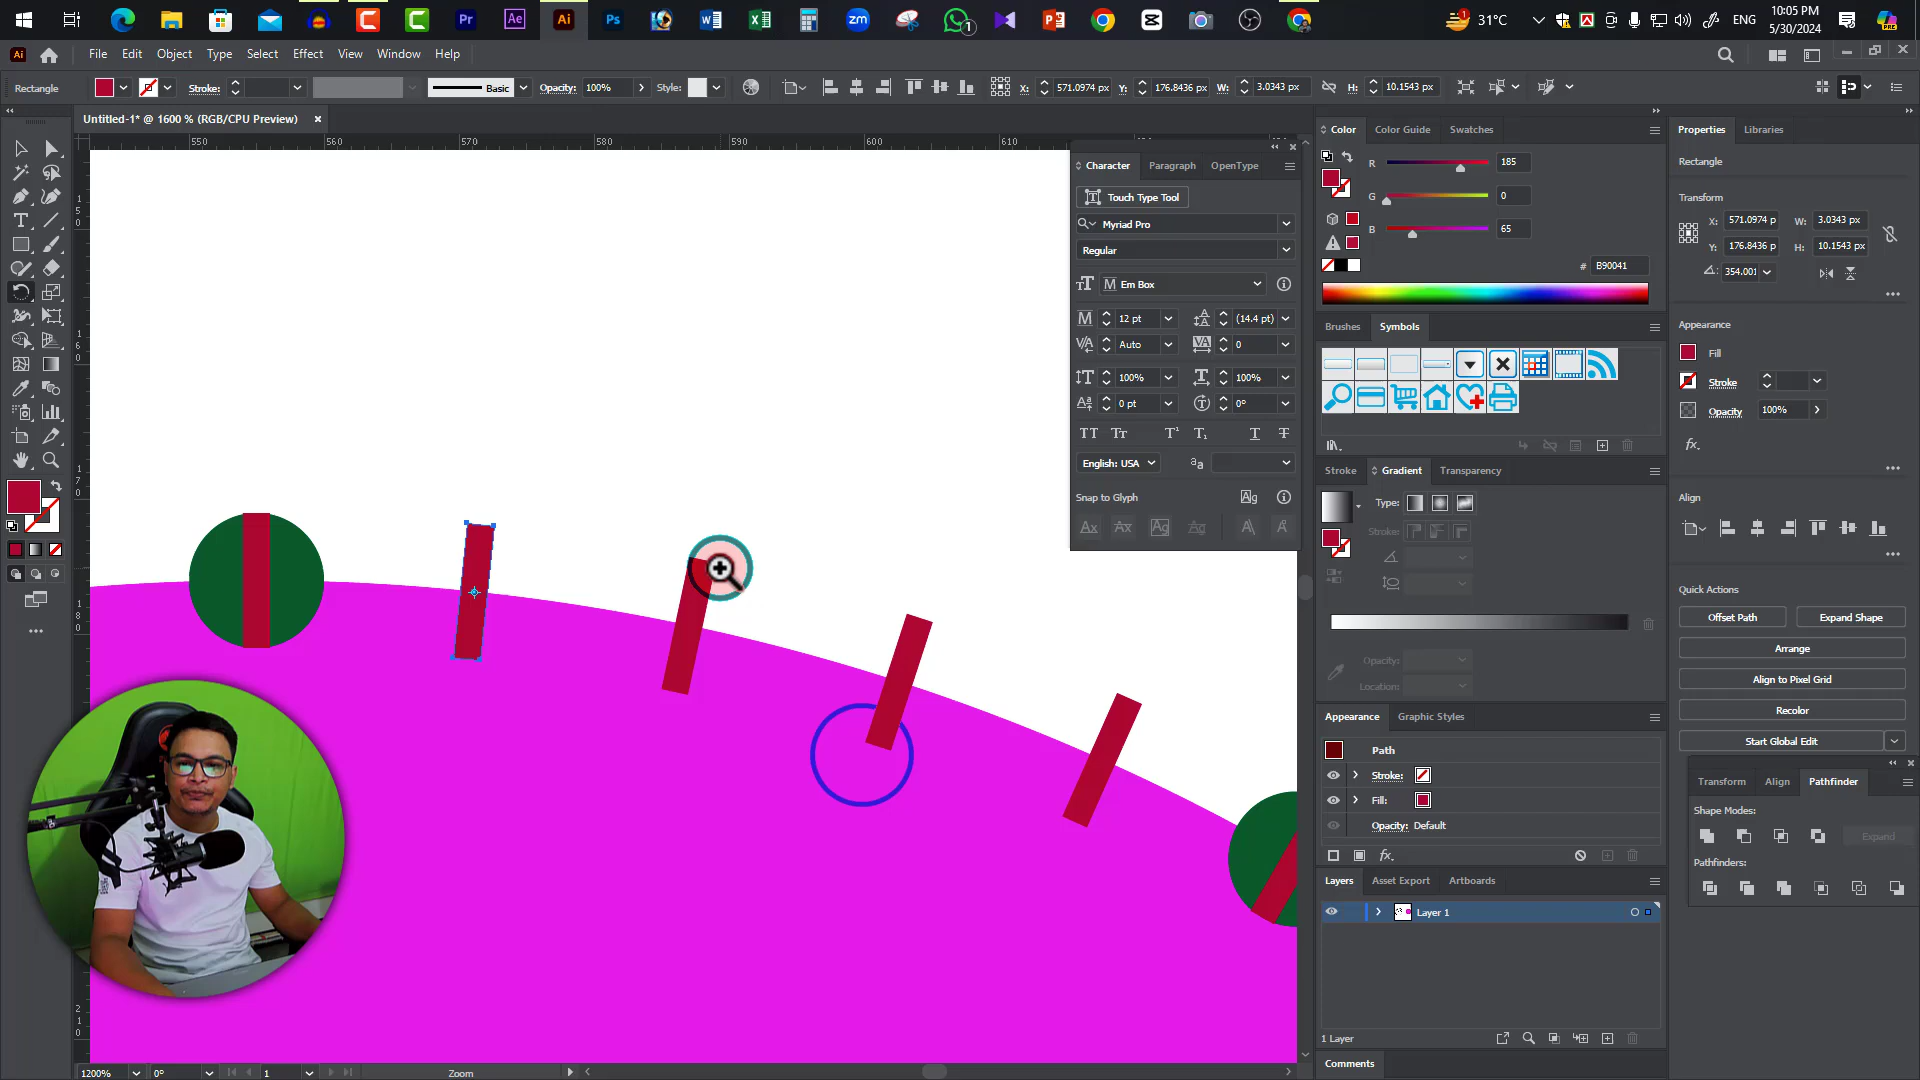 Pr
Ae
Ai
Ps
zm
1
31°C
ENG
10:05 PM
5/30/2024
Ai
File Edit Object Type Select Effect View Window Help
Rectangle Stroke: Basic Opacity: 100% Style: X: 571.0974 px Y: 176.8436 px W: 3.0343 px H: 10.1543 px
Untitled-1* @ 1600 % (RGB/CPU Preview) ×
550 560 570 580 590 600 610
Character Paragraph OpenType
Touch Type Tool
Myriad Pro
Regular
Em Box
12 pt (14.4 pt)
Auto 0
100% 100%
0 pt 0°
English: USA
Snap to Glyph
Color Color Guide Swatches
R 185
G 0
B 65
# B90041
Brushes Symbols
Stroke Gradient Transparency
Type:
Stroke:
Opacity:
Location:
Appearance Graphic Styles
Path
Stroke:
Fill:
Opacity: Default
Layers Asset Export Artboards
Layer 1
1 Layer
Comments
Properties Libraries
Rectangle
Transform
X: 571.0974 p W: 3.0343 px
Y: 176.8436 p H: 10.1543 px
354.001
Appearance
Fill
Stroke
Opacity 100%
fx.
Align
Quick Actions
Offset Path Expand Shape
Arrange
Align to Pixel Grid
Recolor
Start Global Edit
Transform Align Pathfinder
Shape Modes:
Expand
Pathfinders:
1200% 0° 1 Zoom